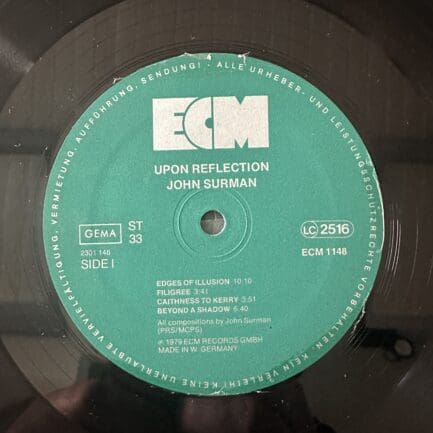 KEINE UNERLAUBTE VERVIELFÄLTIGUNG, VERMIETUNG, AUFFÜHRUNG, SENDUNG! · ALLE URHEBER- UND LEISTUNGSSCHUTZRECHTE VORBEHALTEN. KEIN VERLEIH!
ECM
UPON REFLECTION
JOHN SURMAN
GEMA
ST
33
LC 2516
2301 148
SIDE I
ECM 1148
EDGES OF ILLUSION 10:10
FILIGREE 3:41
CAITHNESS TO KERRY 3:51
BEYOND A SHADOW 6:40
All compositions by John Surman
(PRS/MCPS)
℗ 1979 ECM RECORDS GMBH
MADE IN W. GERMANY